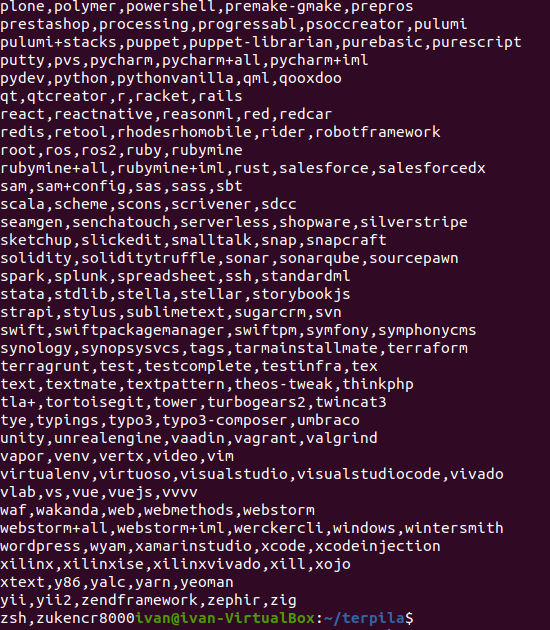 plone,polymer,powershell,premake-gmake,prepros
prestashop,processing,progressabl,psoccreator,pulumi
pulumi+stacks,puppet,puppet-librarian,purebasic,purescript
putty,pvs,pycharm,pycharm+all,pycharm+iml
pydev,python,pythonvanilla,qml,qooxdoo
qt,qtcreator,r,racket,rails
react,reactnative,reasonml,red,redcar
redis,retool,rhodesrhomobile,rider,robotframework
root,ros,ros2,ruby,rubymine
rubymine+all,rubymine+iml,rust,salesforce,salesforcedx
sam,sam+config,sas,sass,sbt
scala,scheme,scons,scrivener,sdcc
seamgen,senchatouch,serverless,shopware,silverstripe
sketchup,slickedit,smalltalk,snap,snapcraft
solidity,soliditytruffle,sonar,sonarqube,sourcepawn
spark,splunk,spreadsheet,ssh,standardml
stata,stdlib,stella,stellar,storybookjs
strapi,stylus,sublimetext,sugarcrm,svn
swift,swiftpackagemanager,swiftpm,symfony,symphonycms
synology,synopsysvcs,tags,tarmainstallmate,terraform
terragrunt,test,testcomplete,testinfra,tex
text,textmate,textpattern,theos-tweak,thinkphp
tla+,tortoisegit,tower,turbogears2,twincat3
tye,typings,typo3,typo3-composer,umbraco
unity,unrealengine,vaadin,vagrant,valgrind
vapor,venv,vertx,video,vim
virtualenv,virtuoso,visualstudio,visualstudiocode,vivado
vlab,vs,vue,vuejs,vvvv
waf,wakanda,web,webmethods,webstorm
webstorm+all,webstorm+iml,werckercli,windows,wintersmith
wordpress,wyam,xamarinstudio,xcode,xcodeinjection
xilinx,xilinxise,xilinxvivado,xill,xojo
xtext,y86,yalc,yarn,yeoman
yii,yii2,zendframework,zephir,zig
zsh,zukencr8000ivan@ivan-VirtualBox:~/terpila$